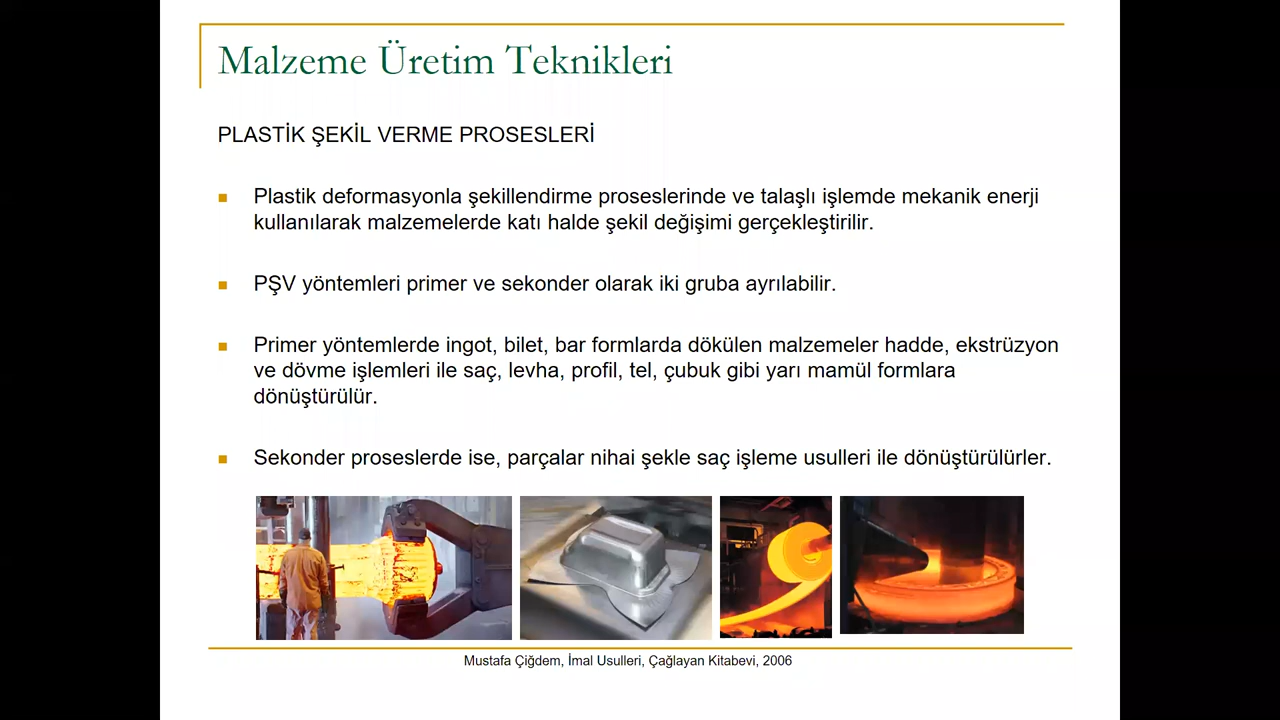 Malzeme Üretim Teknikleri
PLASTİK ŞEKİL VERME PROSESLERİ
Plastik deformasyonla şekillendirme proseslerinde ve talaşlı işlemde mekanik enerji
kullanılarak malzemelerde katı halde şekil değişimi gerçekleştirilir.
PŞV yöntemleri primer ve sekonder olarak iki gruba ayrılabilir.
Primer yöntemlerde ingot, bilet, bar formlarda dökülen malzemeler hadde, ekstrüzyon
ve dövme işlemleri ile saç, levha, profil, tel, çubuk gibi yarı mamül formlara
dönüştürülür.
Sekonder proseslerde ise, parçalar nihai şekle saç işleme usulleri ile dönüştürülürler.
Mustafa Çiğdem, İmal Usulleri, Çağlayan Kitabevi, 2006